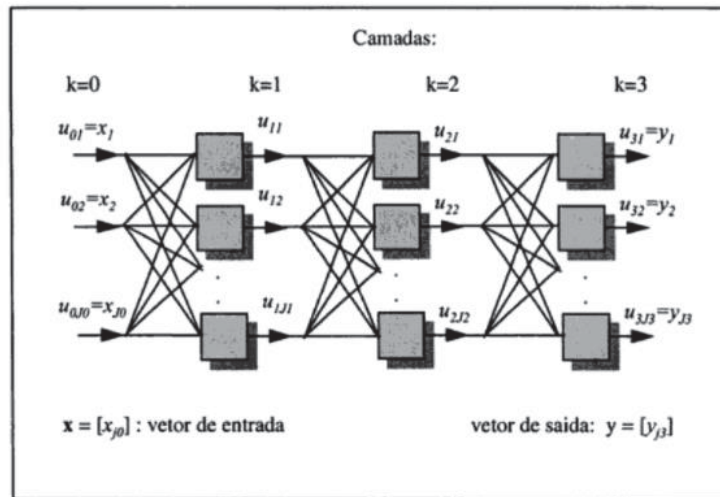 Camadas:
k=0 k=1 k=2 k=3
u01=x1 u11 u21 u31=y1
u02=x2 u12 u22 u32=y2
u0J0=xJ0 u1J1 u2J2 u3J3=yJ3
x = [xj0] : vetor de entrada vetor de saida: y = [yj3]